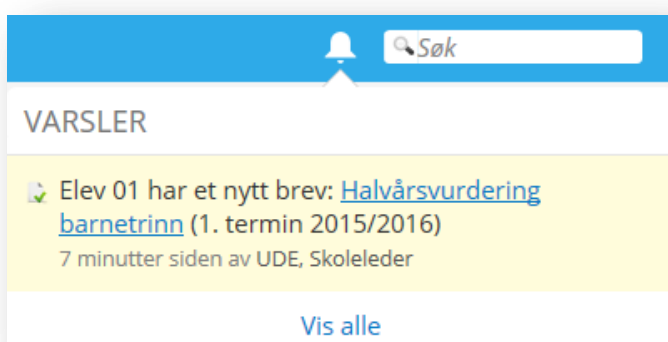 Søk
VARSLER
Elev 01 har et nytt brev: Halvårsvurdering
barnetrinn (1. termin 2015/2016)
7 minutter siden av UDE, Skoleleder
Vis alle